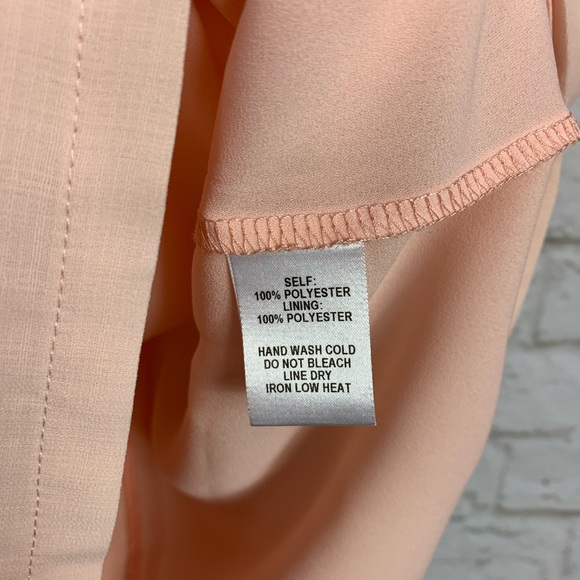 SELF:
100% POLYESTER
LINING:
100% POLYESTER
HAND WASH COLD
DO NOT BLEACH
LINE DRY
IRON LOW HEAT